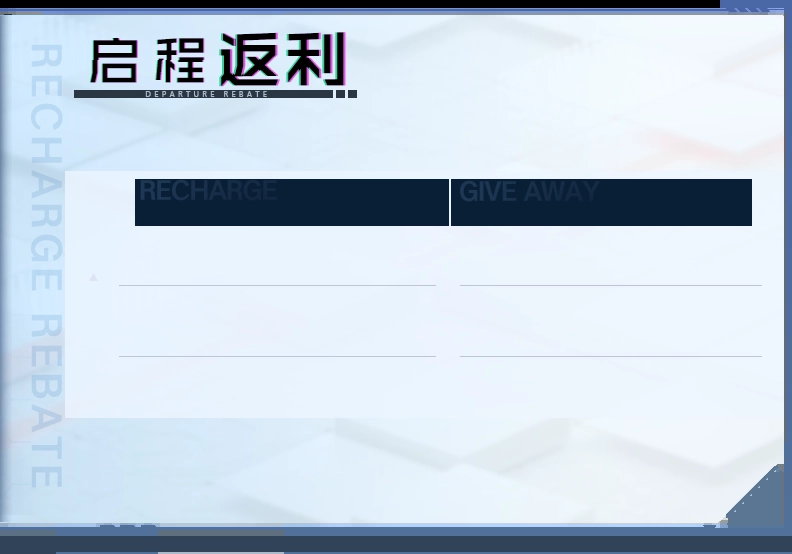 启程返利
DEPARTURE REBATE
RECHARGE REBATE
RECHARGE
GIVE AWAY